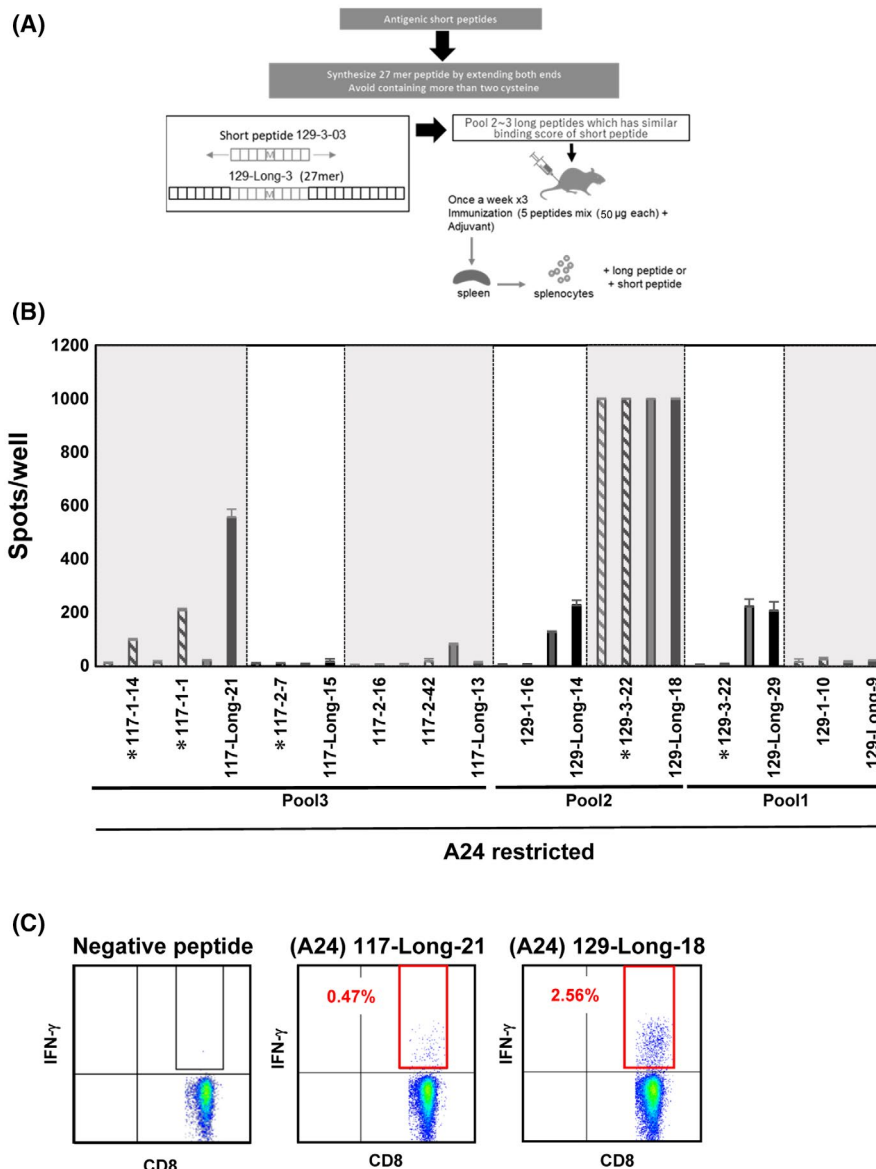 (A)
Antigenic short peptides
Synthesize 27 mer peptide by extending both ends
Avoid containing more than two cysteine
Short peptide 129-3-03
M
129-Long-3 (27mer)
M
Pool 2~3 long peptides which has similar
binding score of short peptide
Once a week x3
Immunization (5 peptides mix (50 µg each) +
Adjuvant)
spleen
splenocytes
+ long peptide or
+ short peptide
(B)
Spots/well
1200
1000
800
600
400
200
0
*117-1-14
*117-1-1
117-Long-21
*117-2-7
117-Long-15
117-2-16
117-2-42
117-Long-13
129-1-16
129-Long-14
*129-3-22
129-Long-18
*129-3-22
129-Long-29
129-1-10
129-Long-9
Pool3
Pool2
Pool1
A24 restricted
(C)
Negative peptide
(A24) 117-Long-21
(A24) 129-Long-18
IFN-γ
IFN-γ
0.47%
IFN-γ
2.56%
CD8
CD8
CD8